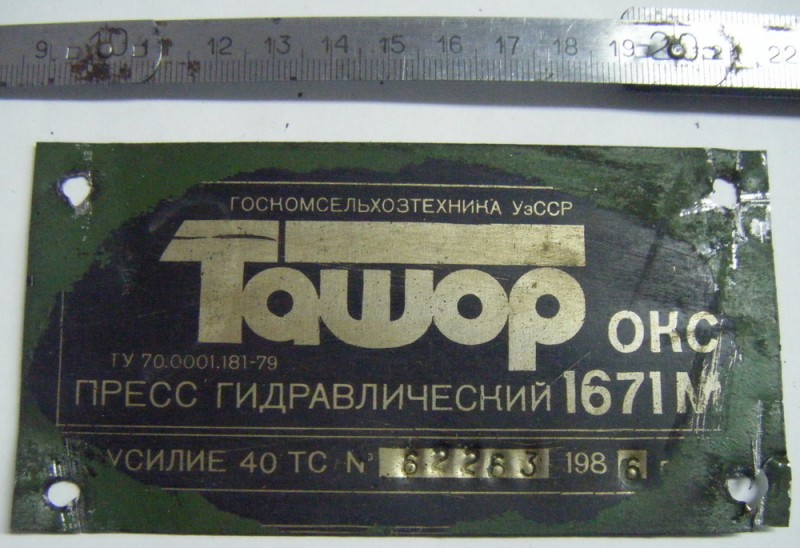 9 10 11 12 13 14 15 16 17 18 19 20 21 22
ГОСКОМСЕЛЬХОЗТЕХНИКА УзССР
Ташор
ОКС
ТУ 70.0001.181-79
ПРЕСС ГИДРАВЛИЧЕСКИЙ 1671М
УСИЛИЕ 40 ТС № 62263 1986 г